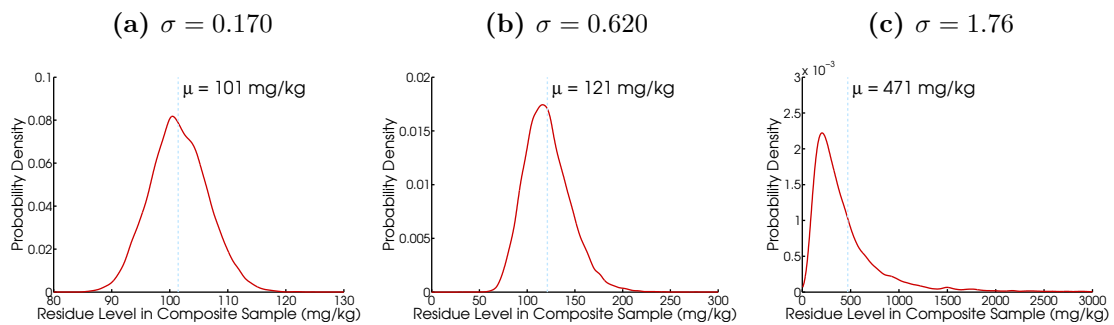 (a) σ = 0.170
(b) σ = 0.620
(c) σ = 1.76
μ = 101 mg/kg
0.1
0.08
0.06
0.04
0.02
0
Probability Density
80 90 100 110 120 130
Residue Level in Composite Sample (mg/kg)
μ = 121 mg/kg
0.02
0.015
0.01
0.005
0
Probability Density
0 50 100 150 200 250 300
Residue Level in Composite Sample (mg/kg)
x 10⁻³
μ = 471 mg/kg
3
2.5
2
1.5
1
0.5
0
Probability Density
0 500 1000 1500 2000 2500 3000
Residue Level in Composite Sample (mg/kg)